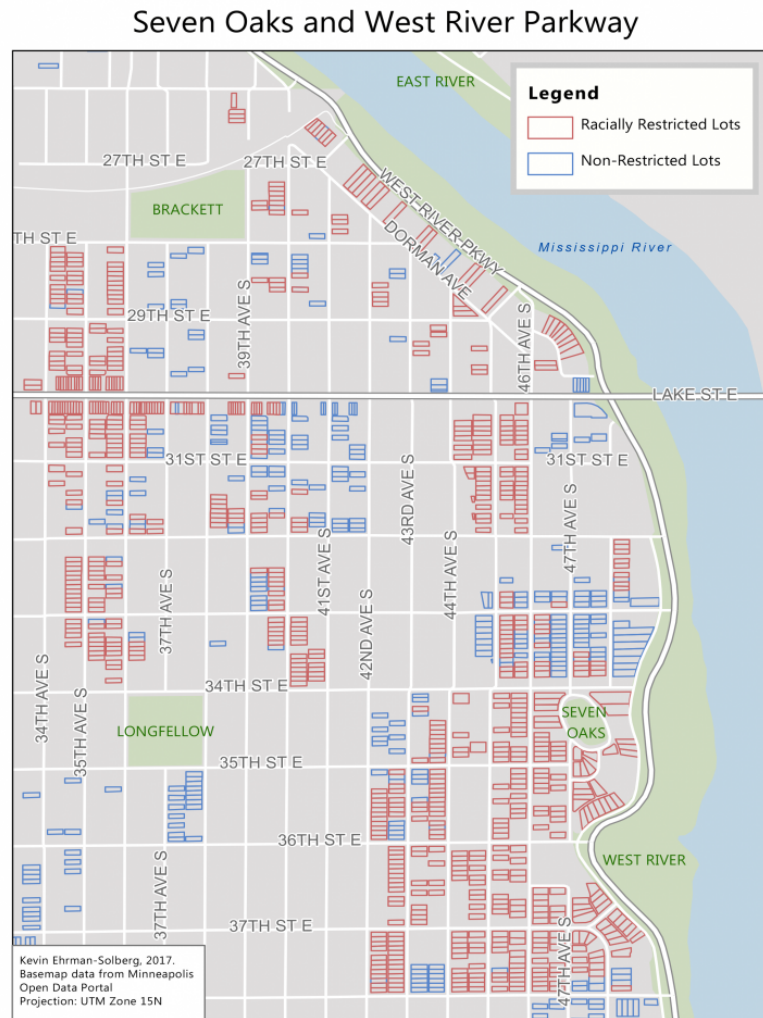 Seven Oaks and West River Parkway
EAST RIVER
Legend
Racially Restricted Lots
Non-Restricted Lots
27TH ST E
27TH ST E
WEST RIVER PKWY
BRACKETT
DORMAN AVE
TH ST E
Mississippi River
29TH ST E
39TH AVE S
46TH AVE S
LAKE ST E
31ST ST E
31ST ST E
43RD AVE S
47TH AVE S
41ST AVE S
44TH AVE S
37TH AVE S
42ND AVE S
34TH ST E
34TH AVE S
35TH AVE S
LONGFELLOW
SEVEN
OAKS
35TH ST E
36TH ST E
WEST RIVER
37TH AVE S
37TH ST E
47TH AVE S
Kevin Ehrman-Solberg, 2017.
Basemap data from Minneapolis
Open Data Portal
Projection: UTM Zone 15N